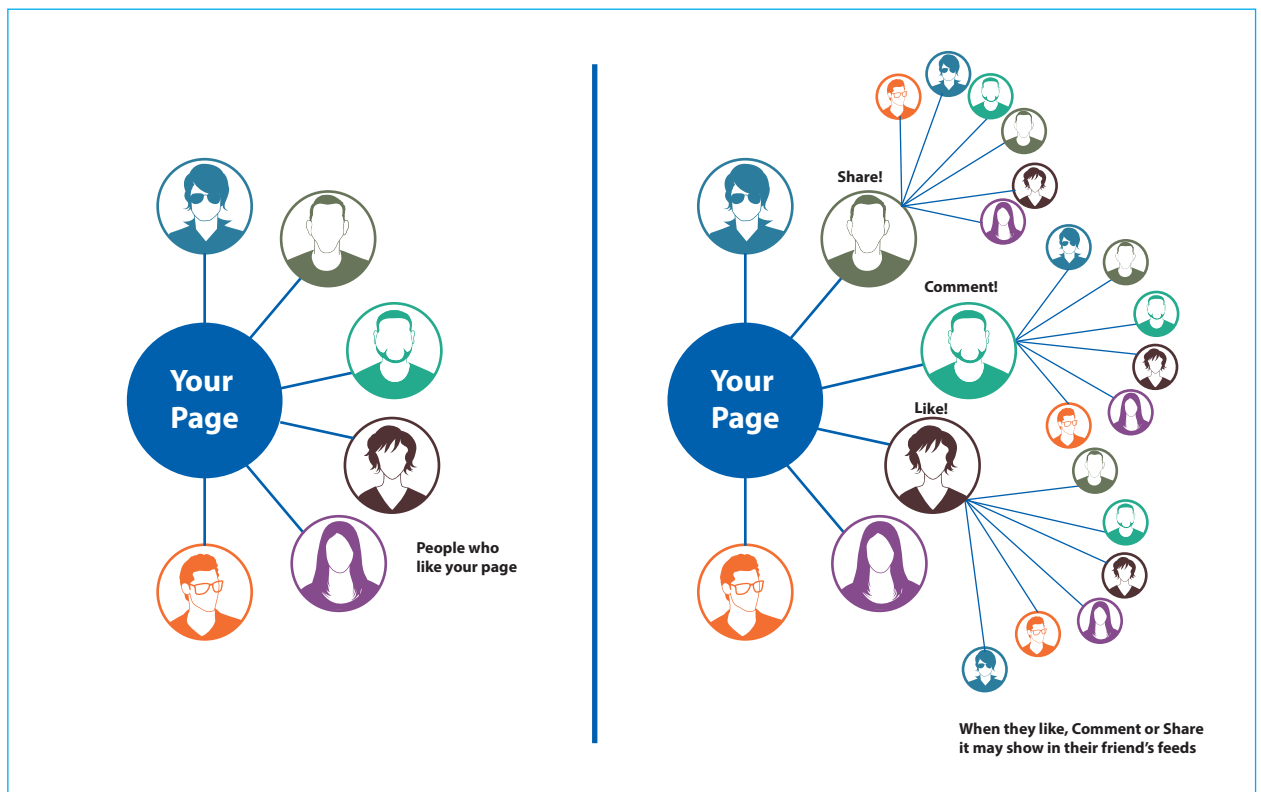 Your
Page
People who
like your page
Share!
Comment!
Your
Page
Like!
When they like, Comment or Share
it may show in their friend’s feeds